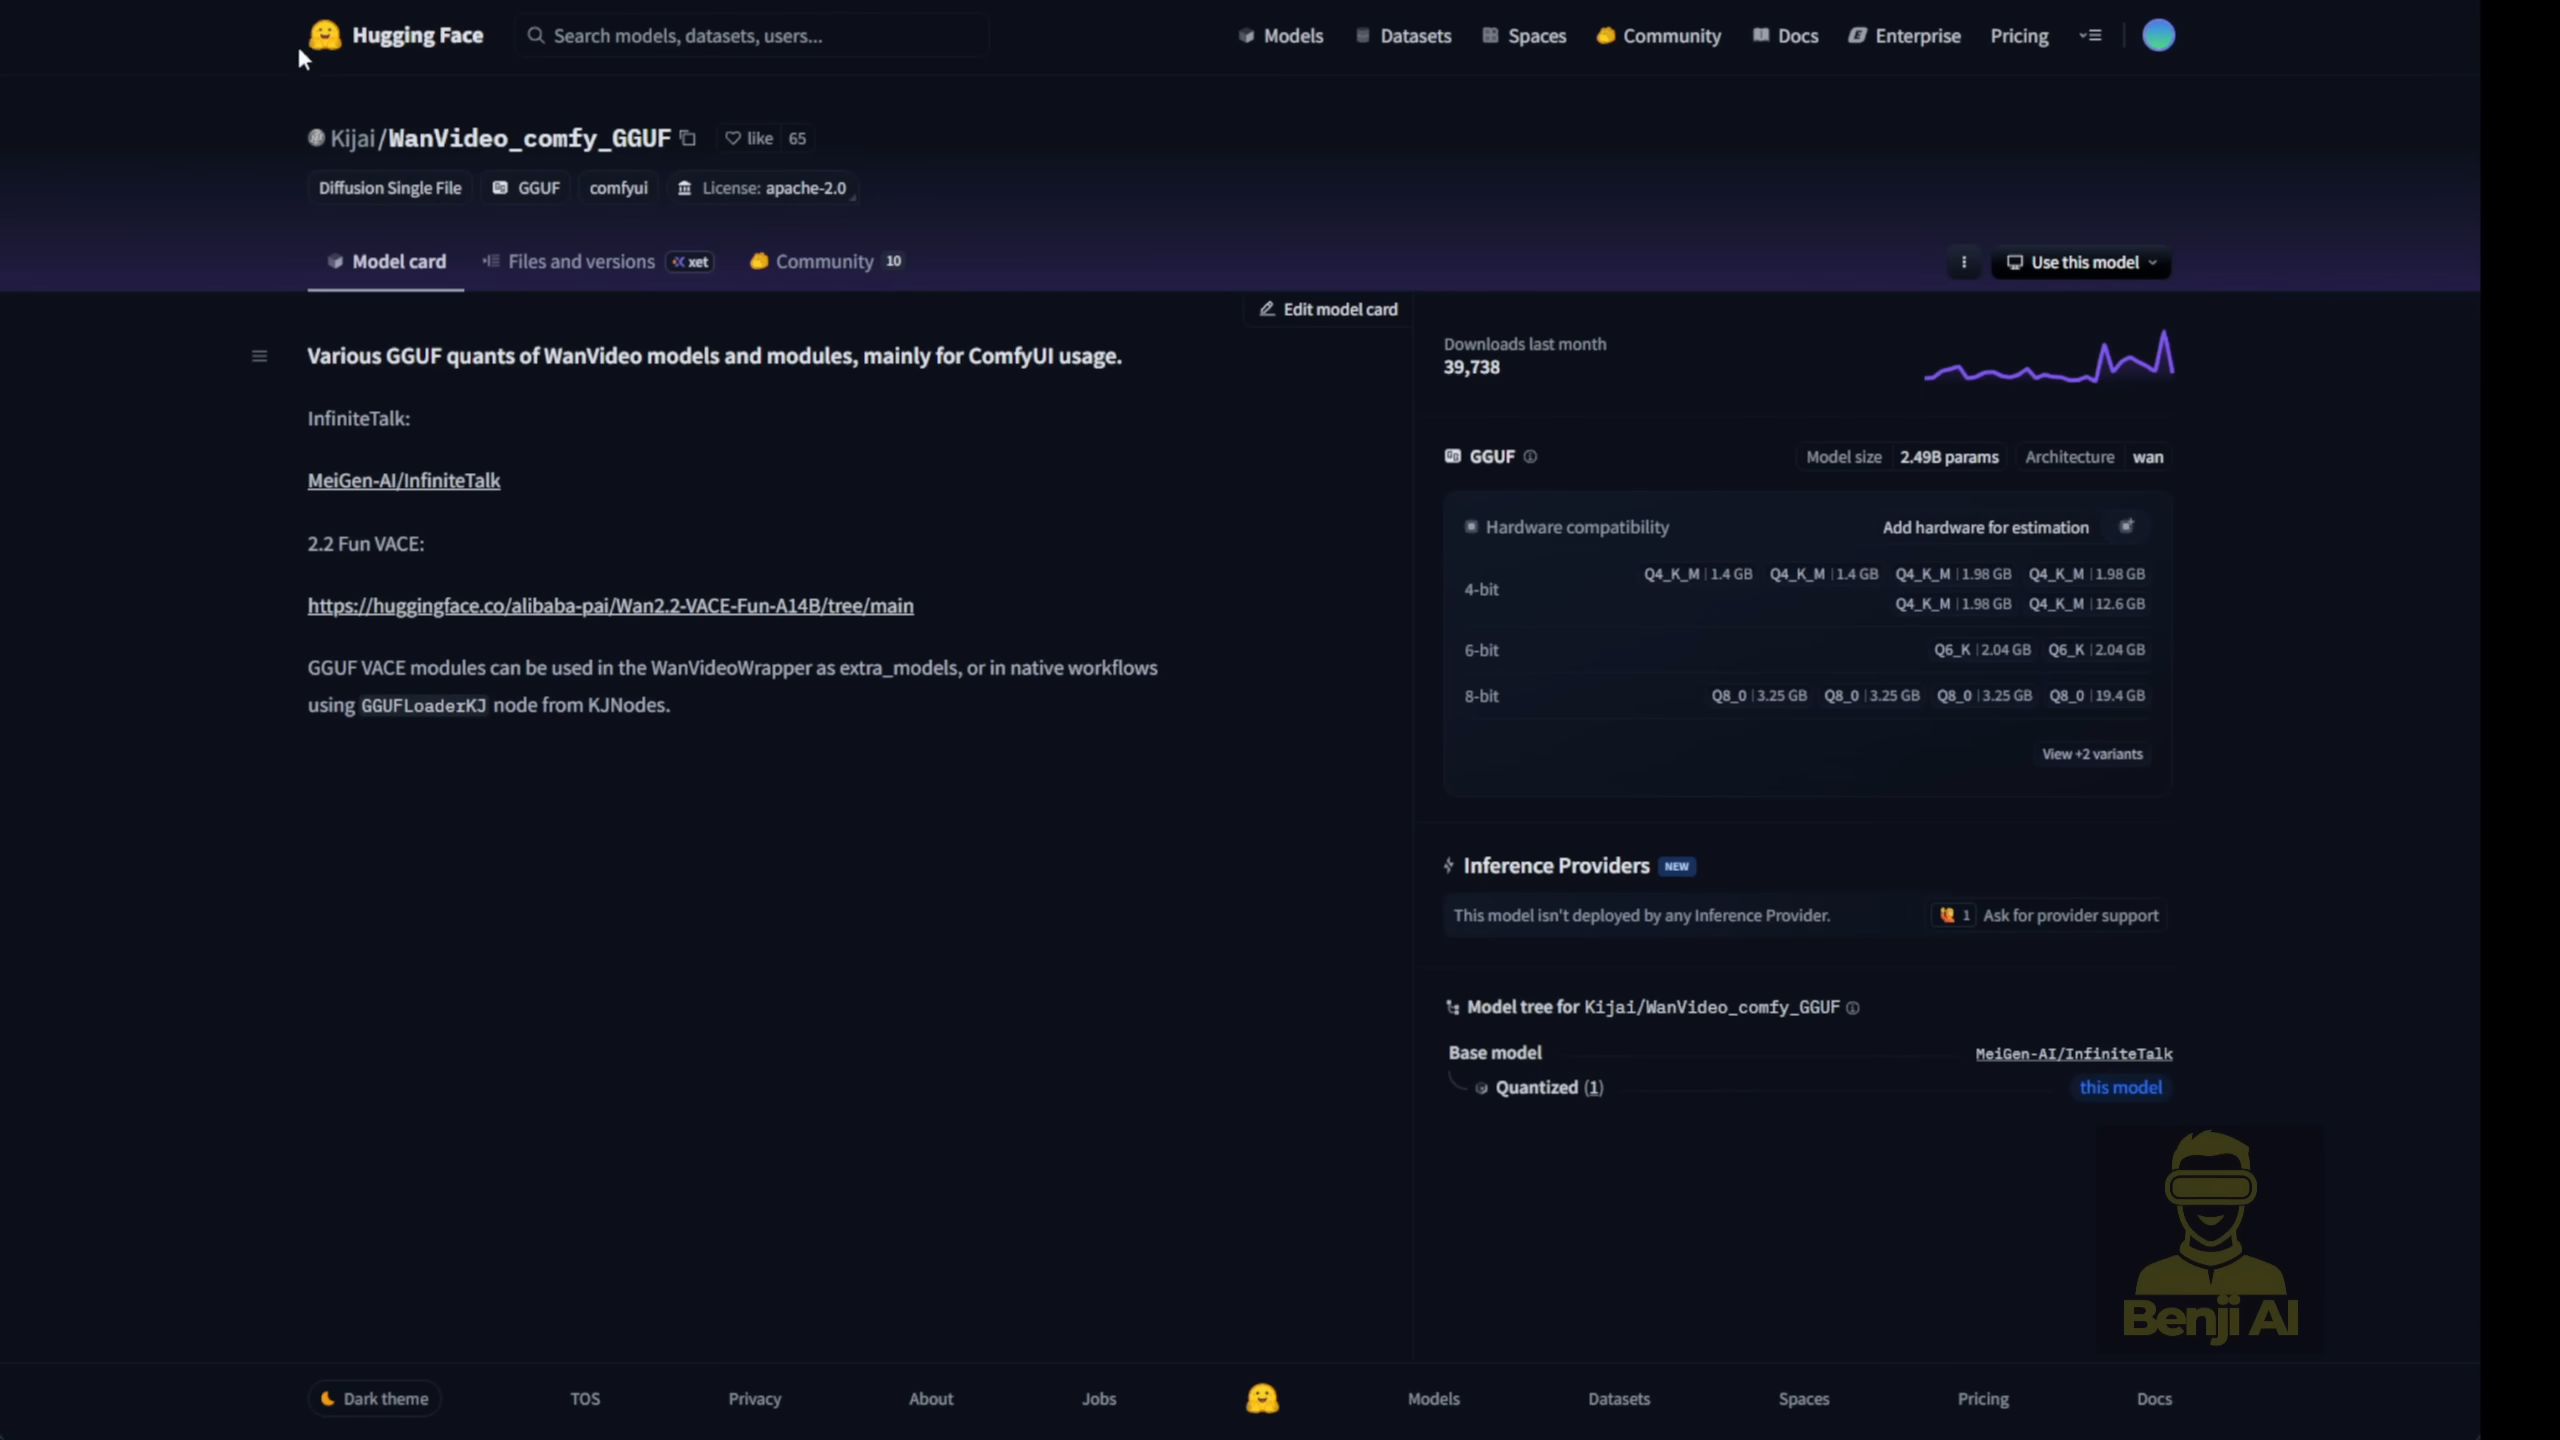 Hugging Face
Search models, datasets, users...
Models
Datasets
Spaces
Community
Docs
Enterprise
Pricing
Kijai/WanVideo_comfy_GGUF
like 65
Diffusion Single File
GGUF
comfyui
License: apache-2.0
Model card
Files and versions
xet
Community 10
Use this model
Edit model card
Various GGUF quants of WanVideo models and modules, mainly for ComfyUI usage.
InfiniteTalk:
MeiGen-AI/InfiniteTalk
2.2 Fun VACE:
https://huggingface.co/alibaba-pai/Wan2.2-VACE-Fun-A14B/tree/main
GGUF VACE modules can be used in the WanVideoWrapper as extra_models, or in native workflows
using GGUFLoaderKJ node from KJNodes.
Downloads last month
39,738
GGUF
Model size 2.49B params
Architecture wan
Hardware compatibility
Add hardware for estimation
4-bit
Q4_K_M 1.4 GB Q4_K_M 1.4 GB Q4_K_M 1.98 GB Q4_K_M 1.98 GB
Q4_K_M 1.98 GB Q4_K_M 12.6 GB
6-bit
Q6_K 2.04 GB Q6_K 2.04 GB
8-bit
Q8_0 3.25 GB Q8_0 3.25 GB Q8_0 3.25 GB Q8_0 19.4 GB
View +2 variants
Inference Providers NEW
This model isn't deployed by any Inference Provider.
1 Ask for provider support
Model tree for Kijai/WanVideo_comfy_GGUF
Base model
MeiGen-AI/InfiniteTalk
Quantized (1)
this model
Benji AI
Dark theme
TOS
Privacy
About
Jobs
Models
Datasets
Spaces
Pricing
Docs